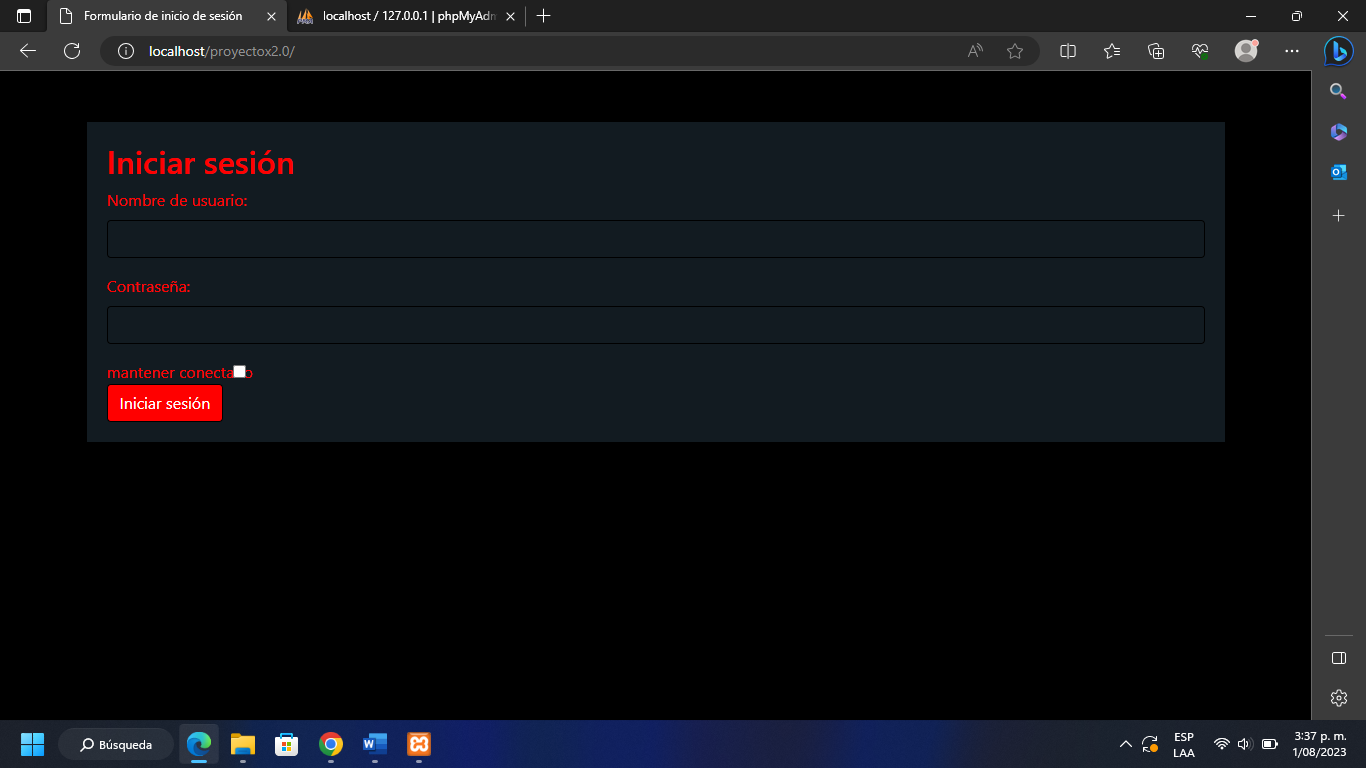 Formulario de inicio de sesión
localhost / 127.0.0.1 | phpMyAdm
localhost/proyectox2.0/
Iniciar sesión
Nombre de usuario:
Contraseña:
mantener conecta o
Iniciar sesión
Búsqueda
ESP
LAA
3:37 p. m.
1/08/2023